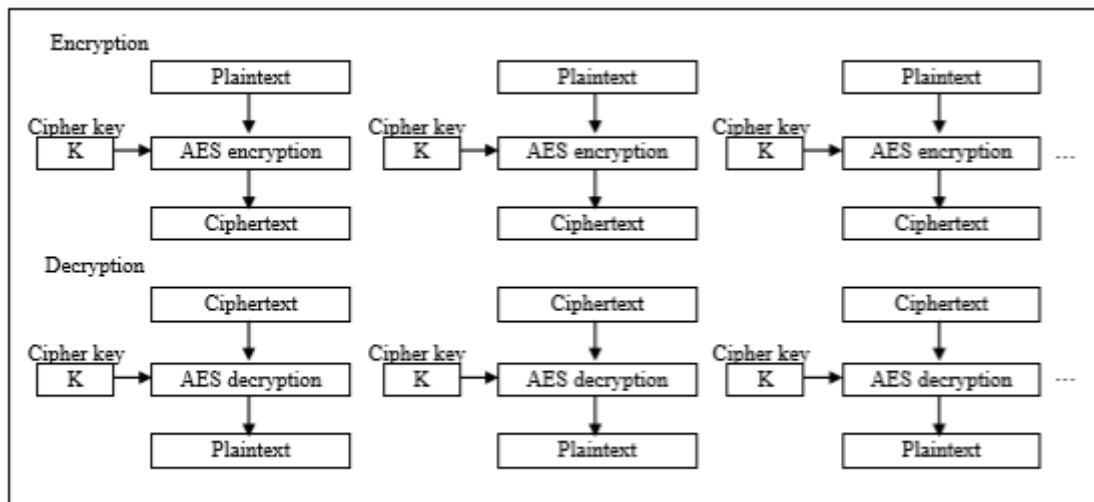 Encryption
Plaintext Plaintext Plaintext
Cipher key Cipher key Cipher key
K AES encryption K AES encryption K AES encryption ---
Ciphertext Ciphertext Ciphertext
Decryption
Ciphertext Ciphertext Ciphertext
Cipher key Cipher key Cipher key
K AES decryption K AES decryption K AES decryption ---
Plaintext Plaintext Plaintext